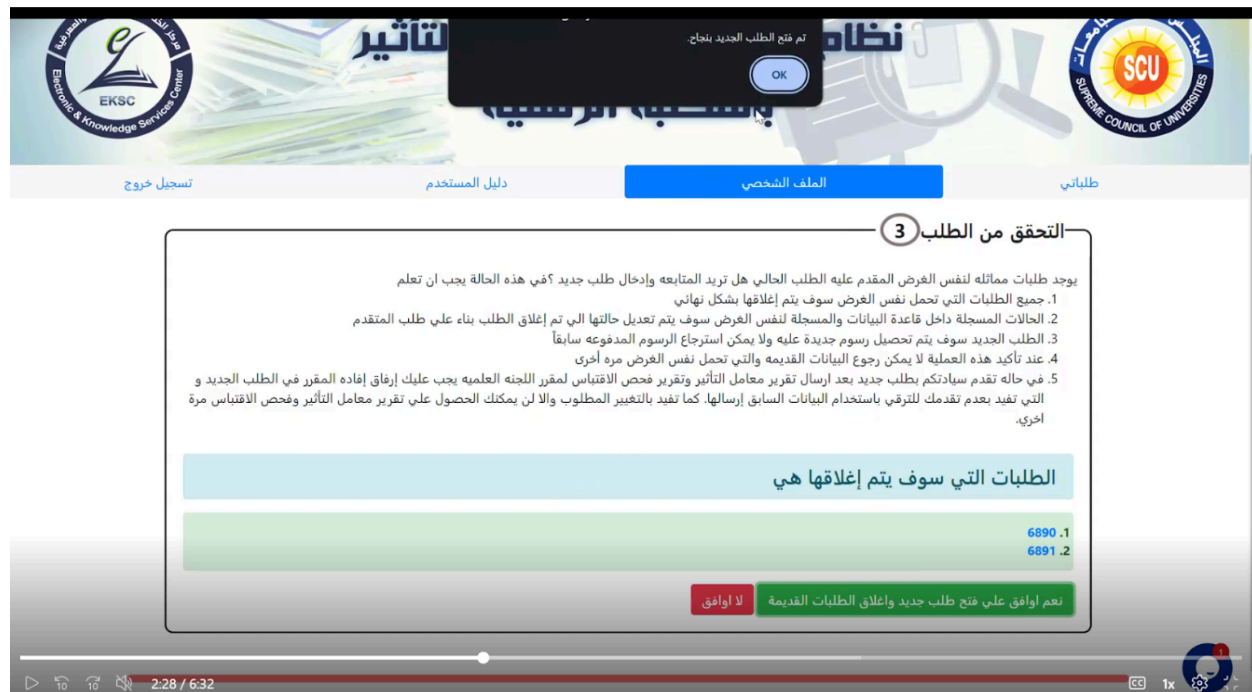 تم فتح الطلب الجديد بنجاح.
OK
نظام
لتأثير
EKSC
Electronic & Knowledge Services Center
SCU
SUPREME COUNCIL OF
طلباتي
الملف الشخصي
دليل المستخدم
تسجيل خروج
التحقق من الطلب 3
يوجد طلبات مماثله لنفس الغرض المقدم عليه الطلب الحالي هل تريد المتابعه وإدخال طلب جديد ؟في هذه الحالة يجب ان تعلم
1. جميع الطلبات التي تحمل نفس الغرض سوف يتم إغلاقها بشكل نهائي
2. الحالات المسجلة داخل قاعدة البيانات والمسجلة لنفس الغرض سوف يتم تعديل حالتها الي تم إغلاق الطلب بناء علي طلب المتقدم
3. الطلب الجديد سوف يتم تحصيل رسوم جديدة عليه ولا يمكن استرجاع الرسوم المدفوعه سابقاً
4. عند تأكيد هذه العملية لا يمكن رجوع البيانات القديمه والتي تحمل نفس الغرض مره أخرى
5. في حاله تقدم سيادتكم بطلب جديد بعد ارسال تقرير معامل التأثير وتقرير فحص الاقتباس لمقرر اللجنه العلميه يجب عليك إرفاق إفاده المقرر في الطلب الجديد و
التي تفيد بعدم تقدمك للترقي باستخدام البيانات السابق إرسالها. كما تفيد بالتغيير المطلوب والا لن يمكنك الحصول علي تقرير معامل التأثير وفحص الاقتباس مرة
اخري.
الطلبات التي سوف يتم إغلاقها هي
1. 6890
2. 6891
نعم اوافق علي فتح طلب جديد واغلاق الطلبات القديمة
لا اوافق
10
10
2:28 / 6:32
CC
1x
1